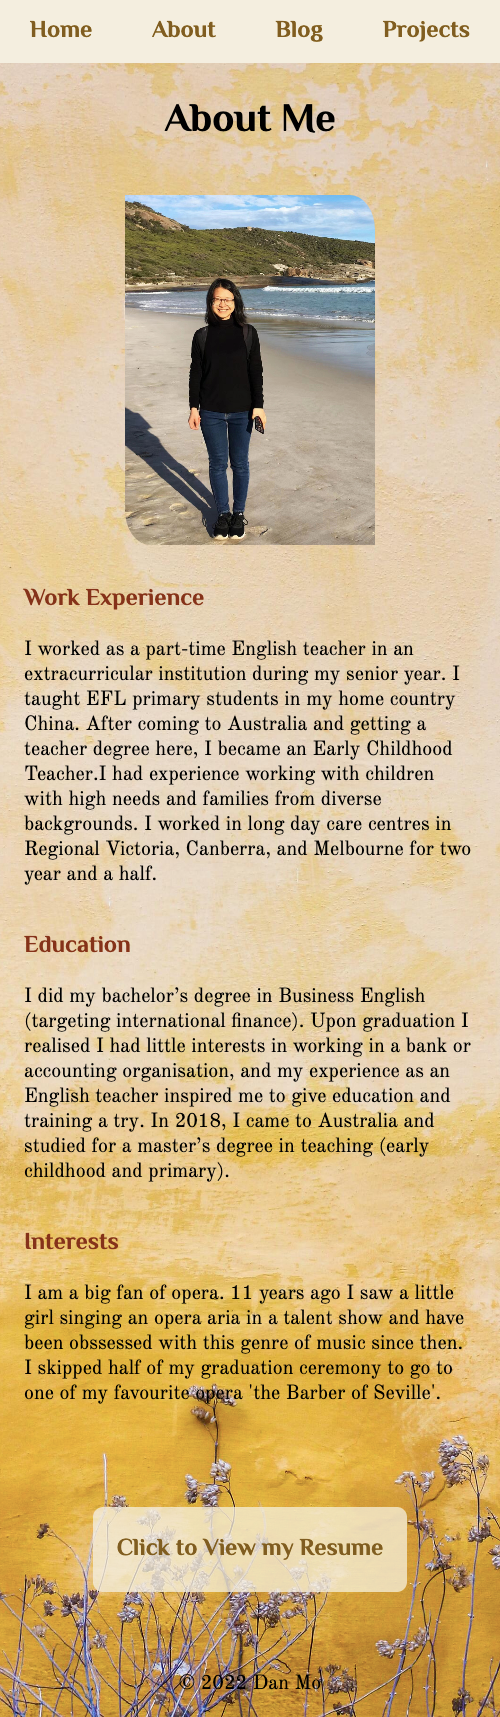 Home About Blog Projects
About Me
Work Experience
I worked as a part-time English teacher in an
extracurricular institution during my senior year. I
taught EFL primary students in my home country
China. After coming to Australia and getting a
teacher degree here, I became an Early Childhood
Teacher.I had experience working with children
with high needs and families from diverse
backgrounds. I worked in long day care centres in
Regional Victoria, Canberra, and Melbourne for two
year and a half.
Education
I did my bachelor’s degree in Business English
(targeting international finance). Upon graduation I
realised I had little interests in working in a bank or
accounting organisation, and my experience as an
English teacher inspired me to give education and
training a try. In 2018, I came to Australia and
studied for a master’s degree in teaching (early
childhood and primary).
Interests
I am a big fan of opera. 11 years ago I saw a little
girl singing an opera aria in a talent show and have
been obssessed with this genre of music since then.
I skipped half of my graduation ceremony to go to
one of my favourite opera 'the Barber of Seville'.
Click to View my Resume
© 2022 Dan Mo